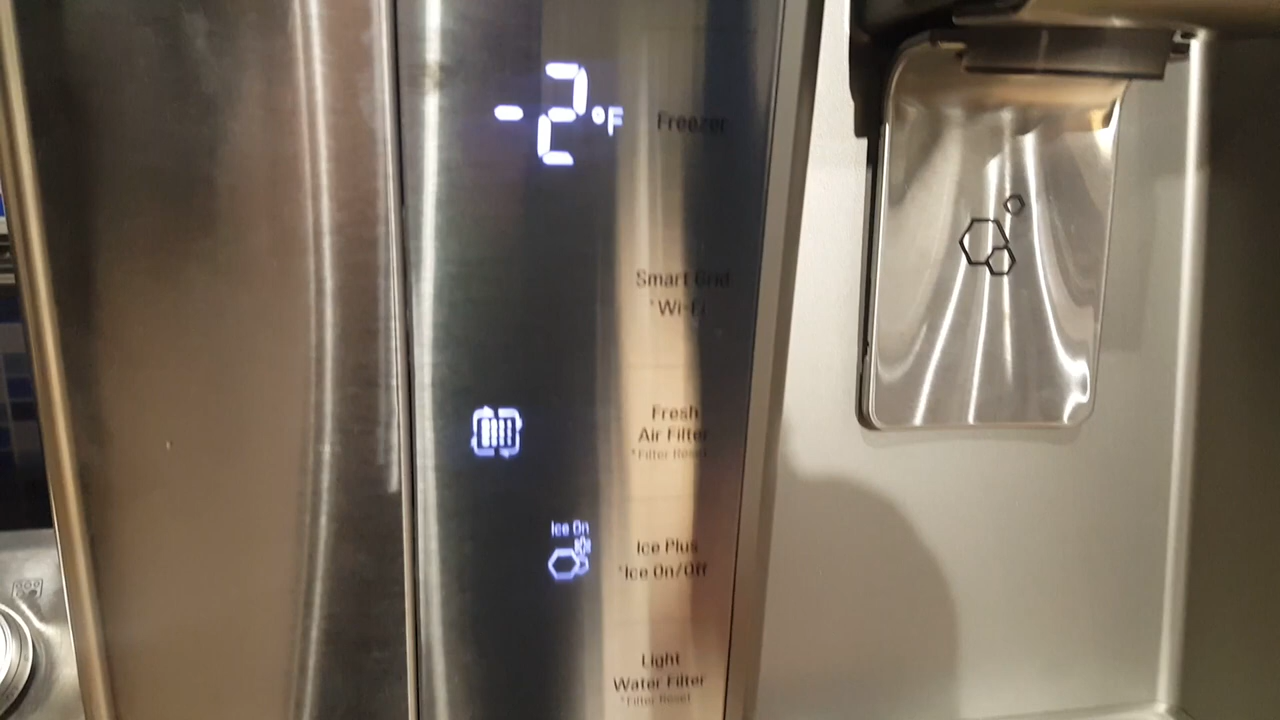 -2°F
Freezer
Smart Grid
*Wi-Fi
Fresh
Air Filter
*Filter Reset
Ice On
Ice Plus
*Ice On/Off
Light
Water Filter
*Filter Reset